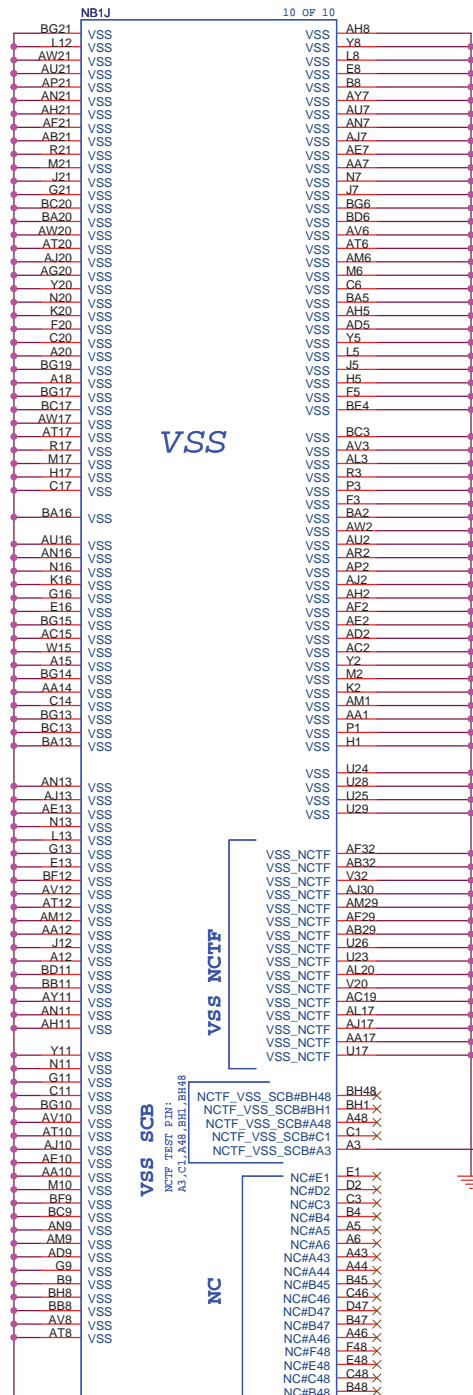 NB1J 10 OF 10
BG21 VSS VSS AH8
L12 VSS VSS Y8
AW21 VSS VSS L8
AU21 VSS VSS E8
AP21 VSS VSS B8
AN21 VSS VSS AY7
AH21 VSS VSS AU7
AF21 VSS VSS AN7
AB21 VSS VSS AJ7
R21 VSS VSS AE7
M21 VSS VSS AA7
J21 VSS VSS N7
G21 VSS VSS J7
BC20 VSS VSS BG6
BA20 VSS VSS BD6
AW20 VSS VSS AV6
AT20 VSS VSS AT6
AJ20 VSS VSS AM6
AG20 VSS VSS M6
Y20 VSS VSS C6
N20 VSS VSS BA5
K20 VSS VSS AH5
F20 VSS VSS AD5
C20 VSS VSS Y5
A20 VSS VSS L5
BG19 VSS VSS J5
A18 VSS VSS H5
BG17 VSS VSS F5
BC17 VSS VSS BE4
AW17 VSS
AT17 VSS VSS BC3
VSS
R17 VSS VSS AV3
M17 VSS VSS AL3
H17 VSS VSS R3
C17 VSS VSS P3
VSS F3
BA16 VSS VSS BA2
VSS AW2
AU16 VSS VSS AU2
AN16 VSS VSS AR2
N16 VSS VSS AP2
K16 VSS VSS AJ2
G16 VSS VSS AH2
E16 VSS VSS AF2
BG15 VSS VSS AE2
AC15 VSS VSS AD2
W15 VSS VSS AC2
A15 VSS VSS Y2
BG14 VSS VSS M2
AA14 VSS VSS K2
C14 VSS VSS AM1
BG13 VSS VSS AA1
BC13 VSS VSS P1
BA13 VSS VSS H1
VSS U24
AN13 VSS VSS U28
AJ13 VSS VSS U25
AE13 VSS VSS U29
N13 VSS
L13 VSS
G13 VSS VSS_NCTF AF32
E13 VSS VSS_NCTF AB32
BF12 VSS VSS_NCTF V32
AV12 VSS VSS_NCTF AJ30
AT12 VSS VSS_NCTF AM29
AM12 VSS VSS_NCTF AF29
AA12 VSS VSS_NCTF AB29
J12 VSS VSS_NCTF U26
A12 VSS VSS_NCTF U23
BD11 VSS VSS_NCTF AL20
BB11 VSS VSS_NCTF V20
AY11 VSS VSS_NCTF AC19
AN11 VSS VSS_NCTF AL17
AH11 VSS VSS_NCTF AJ17
VSS_NCTF AA17
Y11 VSS VSS_NCTF U17
VSS NCTF
N11 VSS
G11 VSS
C11 VSS NCTF_VSS_SCB#BH48 BH48
BG10 VSS NCTF_VSS_SCB#BH1 BH1
AV10 VSS NCTF_VSS_SCB#A48 A48
AT10 VSS NCTF_VSS_SCB#C1 C1
AJ10 VSS NCTF_VSS_SCB#A3 A3
VSS SCB
NCTF TEST PIN:
A3,C1,A48,BH1,BH48
AE10 VSS
AA10 VSS NC#E1 E1
M10 VSS NC#D2 D2
BF9 VSS NC#C3 C3
BC9 VSS NC#B4 B4
AN9 VSS NC#A5 A5
AM9 VSS NC#A6 A6
AD9 VSS NC#A43 A43
G9 VSS NC#A44 A44
B9 VSS NC#B45 B45
BH8 VSS NC#C46 C46
BB8 VSS NC#D47 D47
AV8 VSS NC#B47 B47
AT8 VSS NC#A46 A46
NC
NC#F48 F48
NC#E48 E48
NC#C48 C48
NC#B48 B48